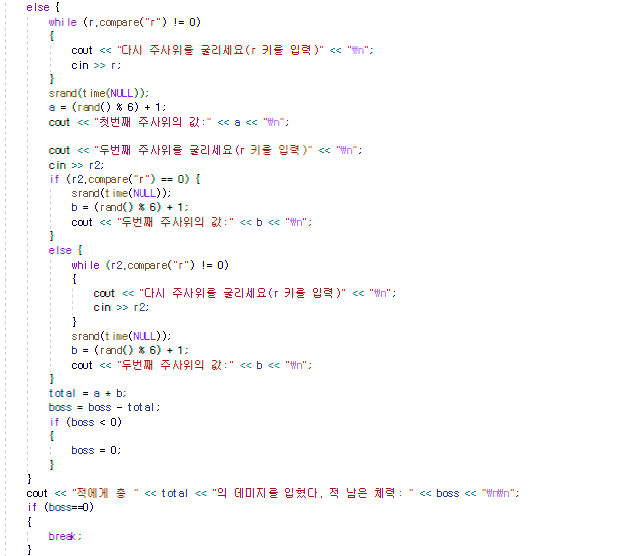 else {
while (r.compare("r") != 0)
{
cout << "다시 주사위를 굴리세요(r 키를 입력)" << "₩n";
cin >> r;
}
srand(time(NULL));
a = (rand() % 6) + 1;
cout << "첫번째 주사위의 값:" << a << "₩n";
cout << "두번째 주사위를 굴리세요(r 키를 입력)" << "₩n";
cin >> r2;
if (r2.compare("r") == 0) {
srand(time(NULL));
b = (rand() % 6) + 1;
cout << "두번째 주사위의 값:" << b << "₩n";
}
else {
while (r2.compare("r") != 0)
{
cout << "다시 주사위를 굴리세요(r 키를 입력)" << "₩n";
cin >> r2;
}
srand(time(NULL));
b = (rand() % 6) + 1;
cout << "두번째 주사위의 값:" << b << "₩n";
}
total = a + b;
boss = boss - total;
if (boss < 0)
{
boss = 0;
}
}
cout << "적에게 총 " << total << "의 데미지를 입혔다. 적 남은 체력: " << boss << "₩n₩n";
if (boss==0)
{
break;
}